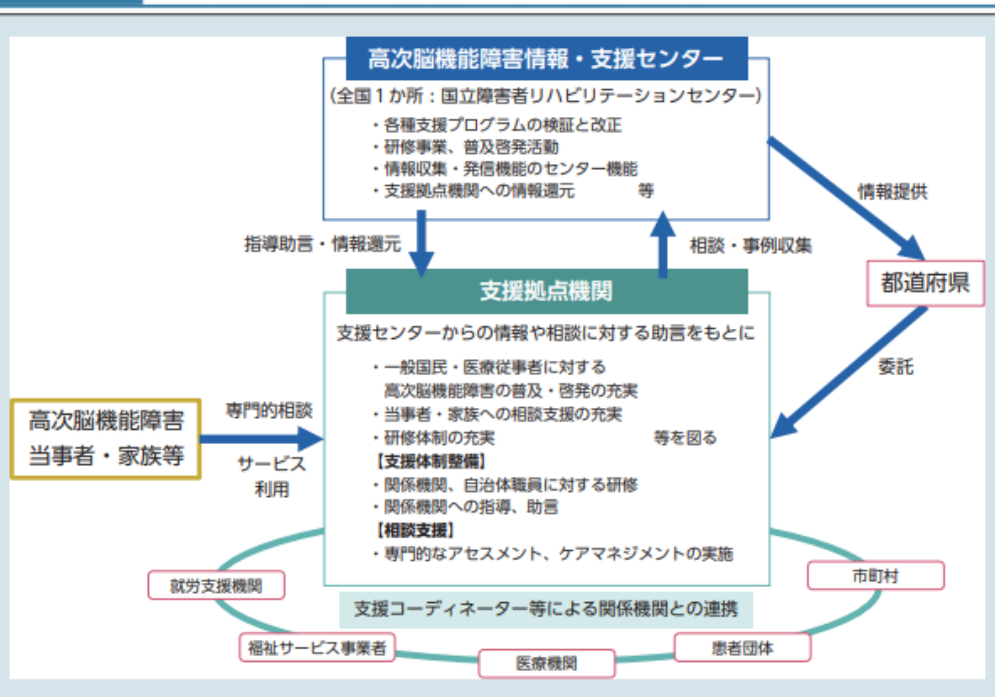 高次脳機能障害情報・支援センター
(全国1か所:国立障害者リハビリテーションセンター)
・各種支援プログラムの検証と改正
・研修事業、普及啓発活動
・情報収集・発信機能のセンター機能
・支援拠点機関への情報還元 等
情報提供
指導助言・情報還元
相談・事例収集
都道府県
支援拠点機関
支援センターからの情報や相談に対する助言をもとに
・一般国民・医療従事者に対する
高次脳機能障害の普及・啓発の充実
・当事者・家族への相談支援の充実
・研修体制の充実 等を図る
【支援体制整備】
・関係機関、自治体職員に対する研修
・関係機関への指導、助言
【相談支援】
・専門的なアセスメント、ケアマネジメントの実施
委託
高次脳機能障害
当事者・家族等
専門的相談
サービス
利用
就労支援機関
市町村
支援コーディネーター等による関係機関との連携
福祉サービス事業者
患者団体
医療機関